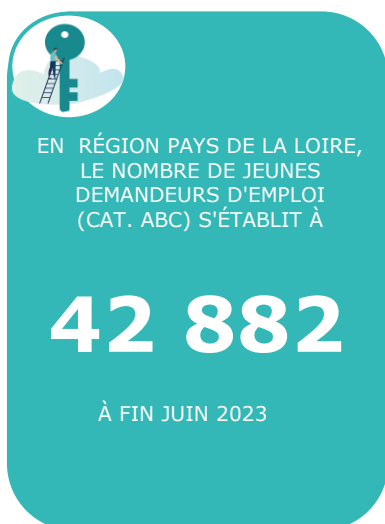 EN RÉGION PAYS DE LA LOIRE,
LE NOMBRE DE JEUNES
DEMANDEURS D'EMPLOI
(CAT. ABC) S'ÉTABLIT À
42 882
À FIN JUIN 2023